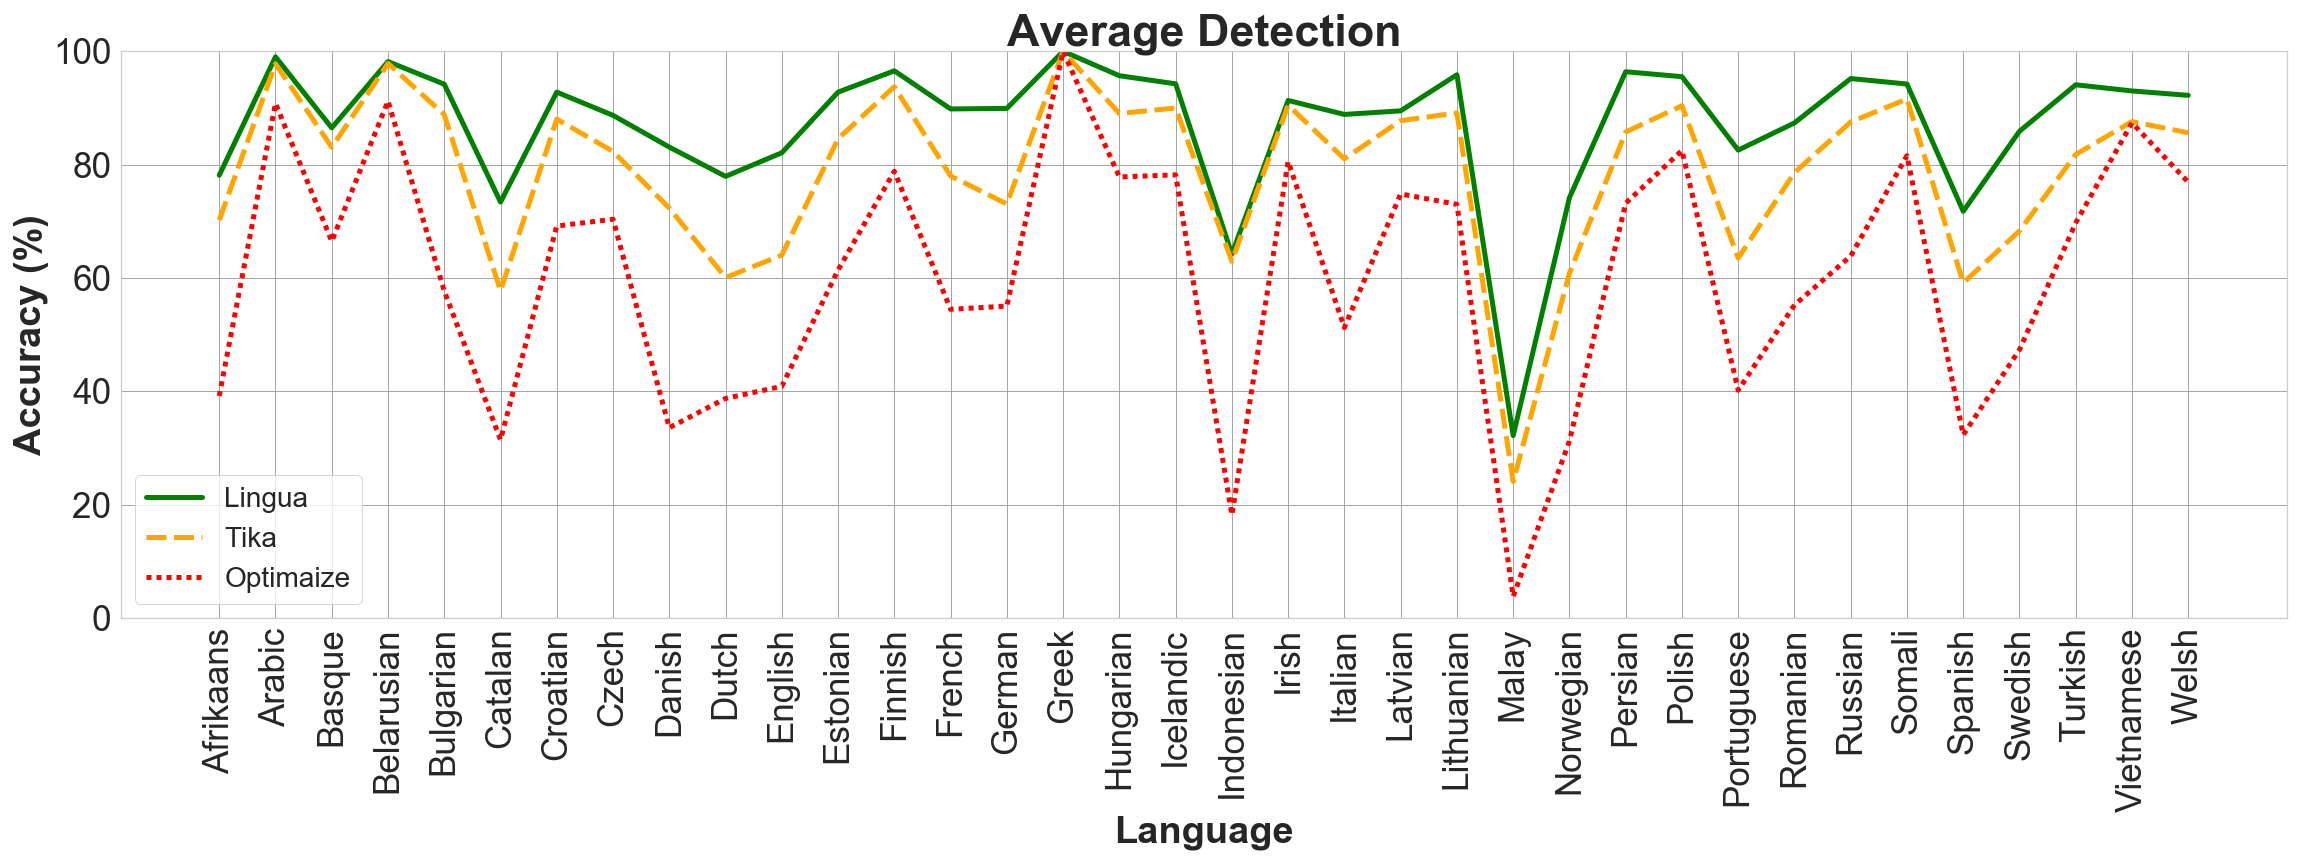 Average Detection
Accuracy (%)
100
80
60
40
20
0
Lingua
Tika
Optimaize
Afrikaans
Arabic
Basque
Belarusian
Bulgarian
Catalan
Croatian
Czech
Danish
Dutch
English
Estonian
Finnish
French
German
Greek
Hungarian
Icelandic
Indonesian
Irish
Italian
Latvian
Lithuanian
Malay
Norwegian
Persian
Polish
Portuguese
Romanian
Russian
Somali
Spanish
Swedish
Turkish
Vietnamese
Welsh
Language